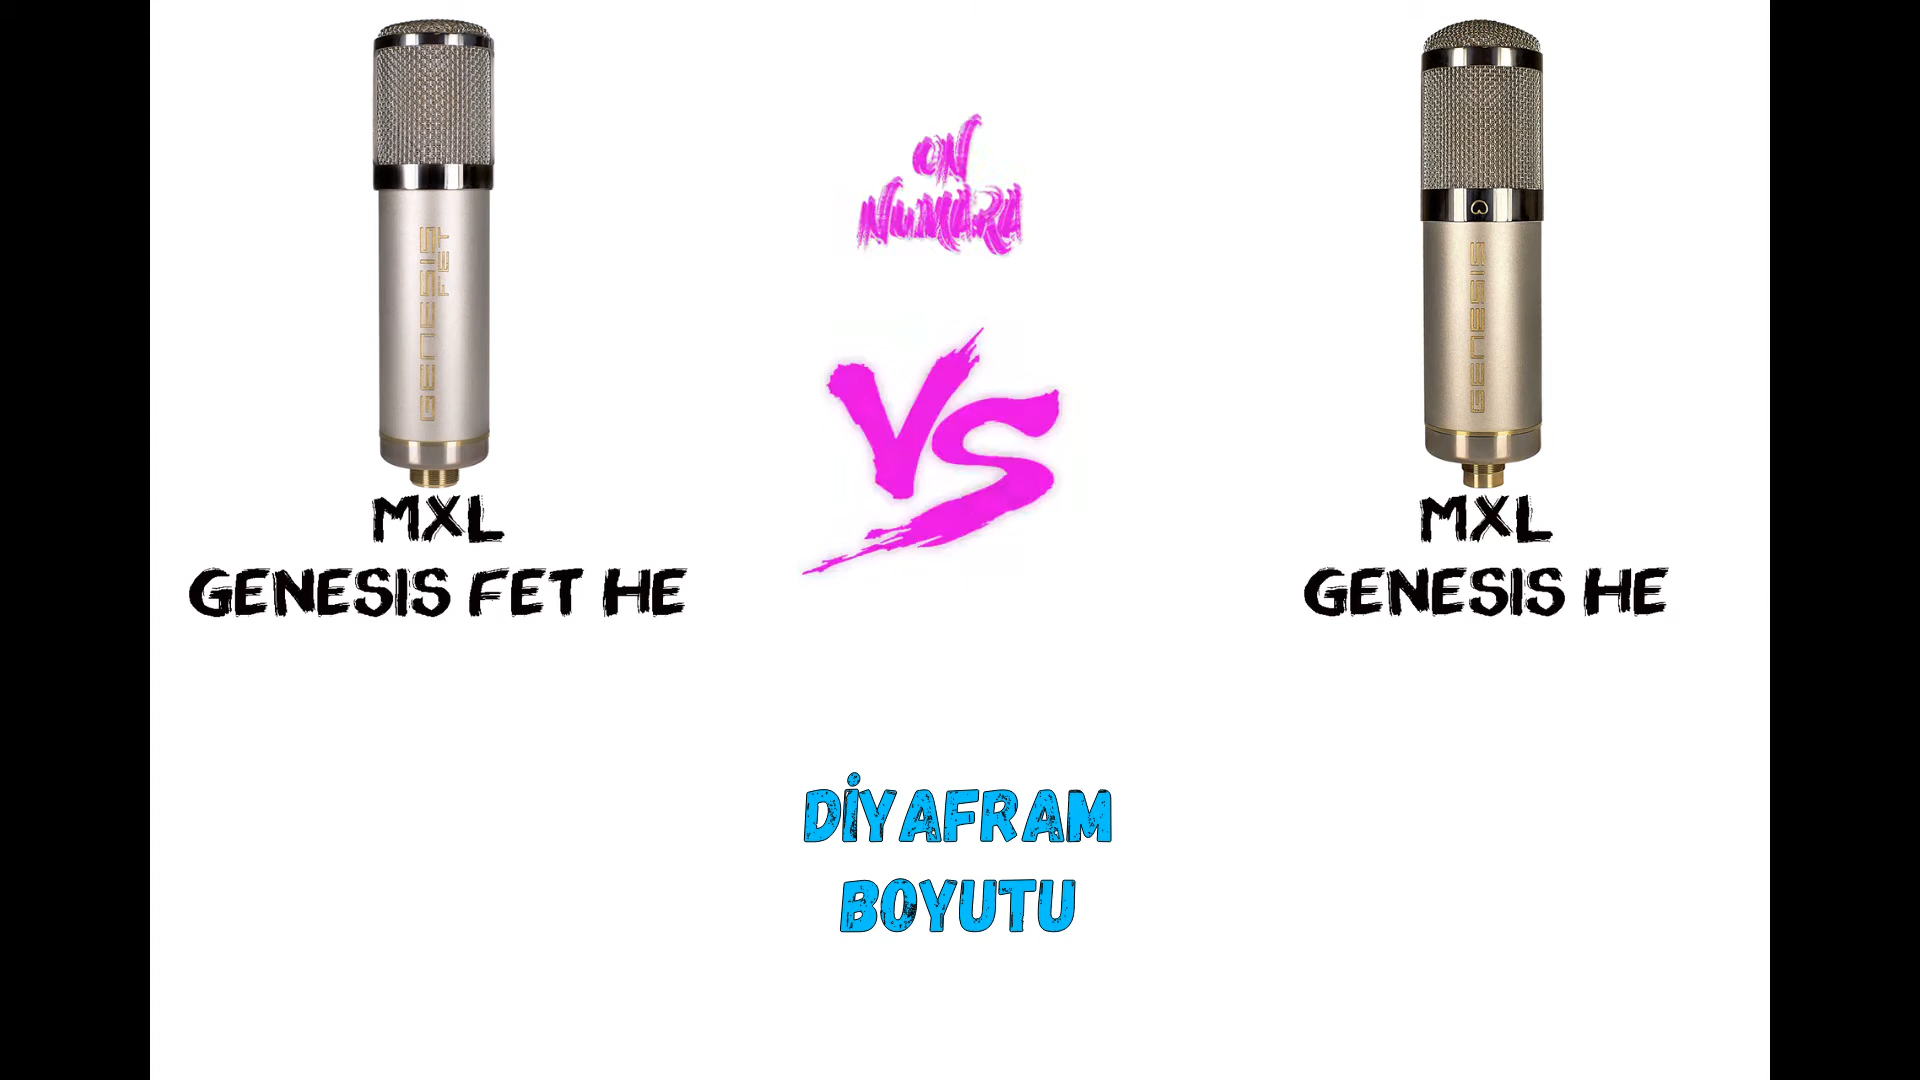 GENESIS
FET
MXL
GENESIS FET HE
ON
NUMARA
VS
GENESIS
MXL
GENESIS HE
DİYAFRAM
BOYUTU